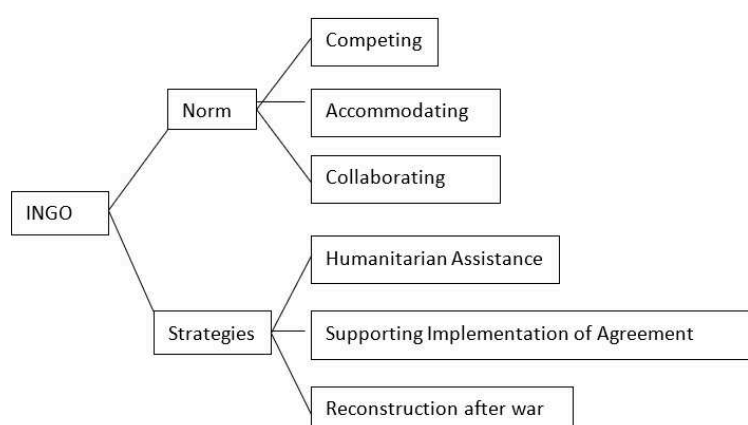 Competing
Norm
Accommodating
Collaborating
INGO
Humanitarian Assistance
Strategies
Supporting Implementation of Agreement
Reconstruction after war